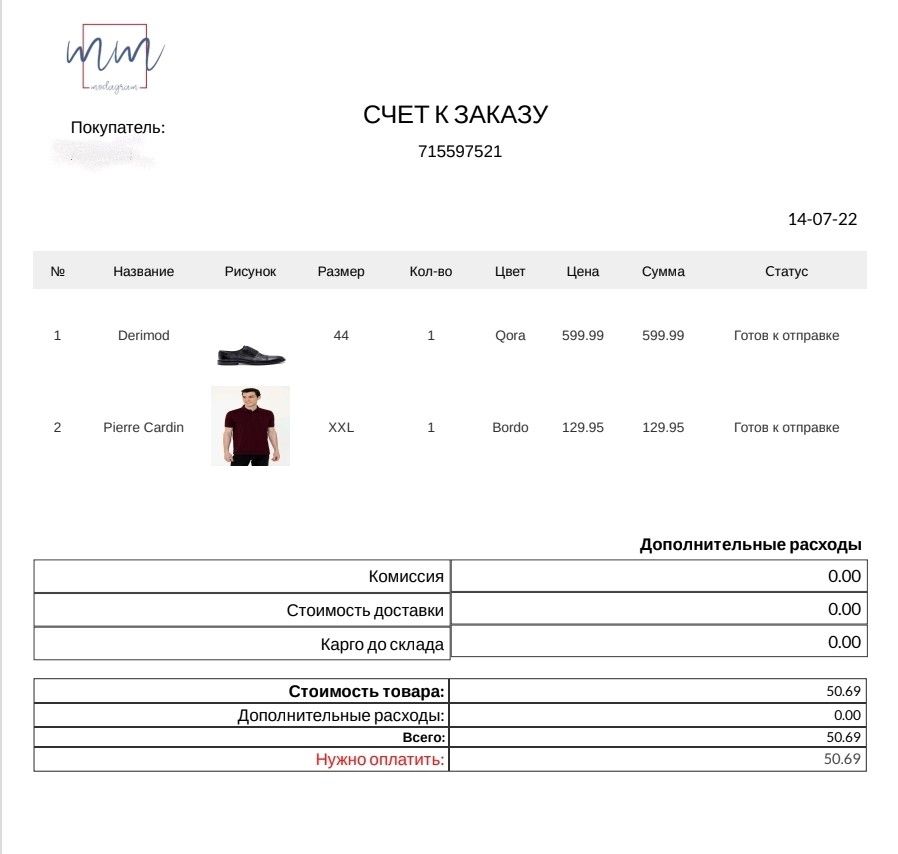 mm
modagram
СЧЕТ К ЗАКАЗУ
Покупатель:
715597521
14-07-22
№ Название Рисунок Размер Кол-во Цвет Цена Сумма Статус
1 Derimod 44 1 Qora 599.99 599.99 Готов к отправке
2 Pierre Cardin XXL 1 Bordo 129.95 129.95 Готов к отправке
Дополнительные расходы
Комиссия 0.00
Стоимость доставки 0.00
Карго до склада 0.00
Стоимость товара: 50.69
Дополнительные расходы: 0.00
Всего: 50.69
Нужно оплатить: 50.69